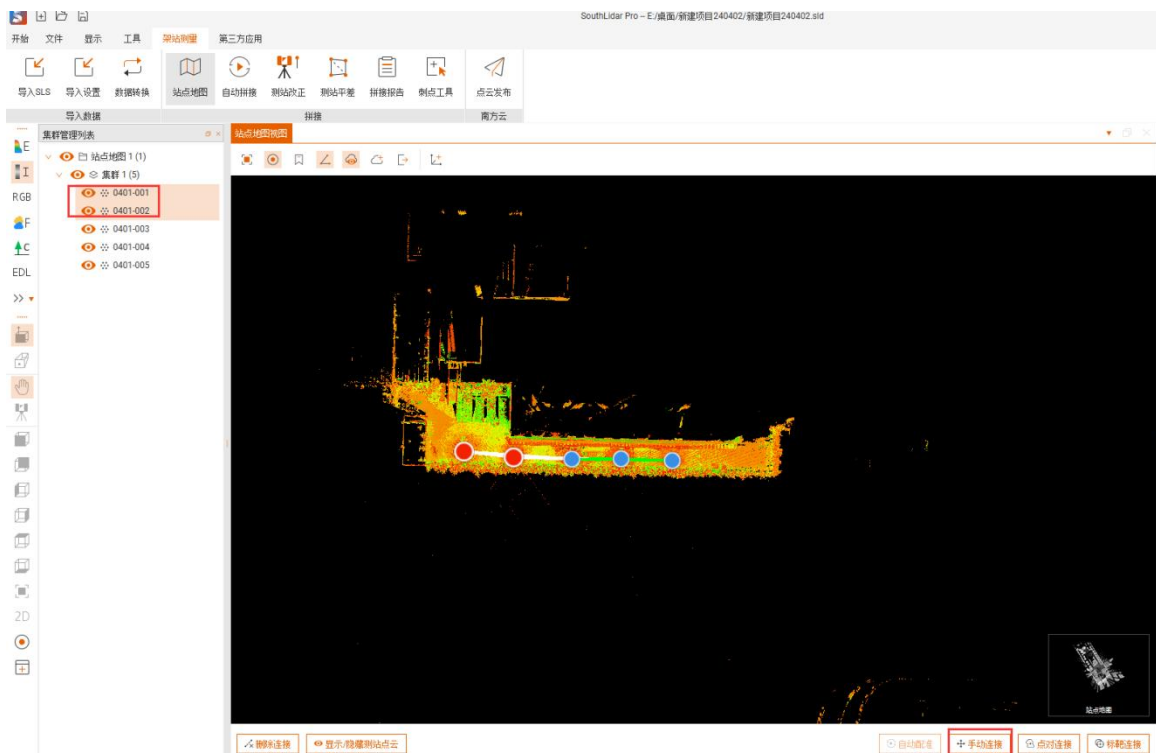 SouthLidar Pro – E:/桌面/新建项目240402/新建项目240402.sld
开始 文件 显示 工具 架站测量 第三方应用
导入SLS 导入设置 数据转换 站点地图 自动拼接 测站改正 测站平差 拼接报告 刺点工具 点云发布
导入数据 拼接 南方云
集群管理列表 站点地图视图
E
站点地图 1 (1)
I
集群 1 (5)
RGB
0401-001
0401-002
F
0401-003
C
0401-004
EDL
0401-005
2D
站点地图
删除连接 显示/隐藏测站点云 自动配准 手动连接 点对连接 标靶连接